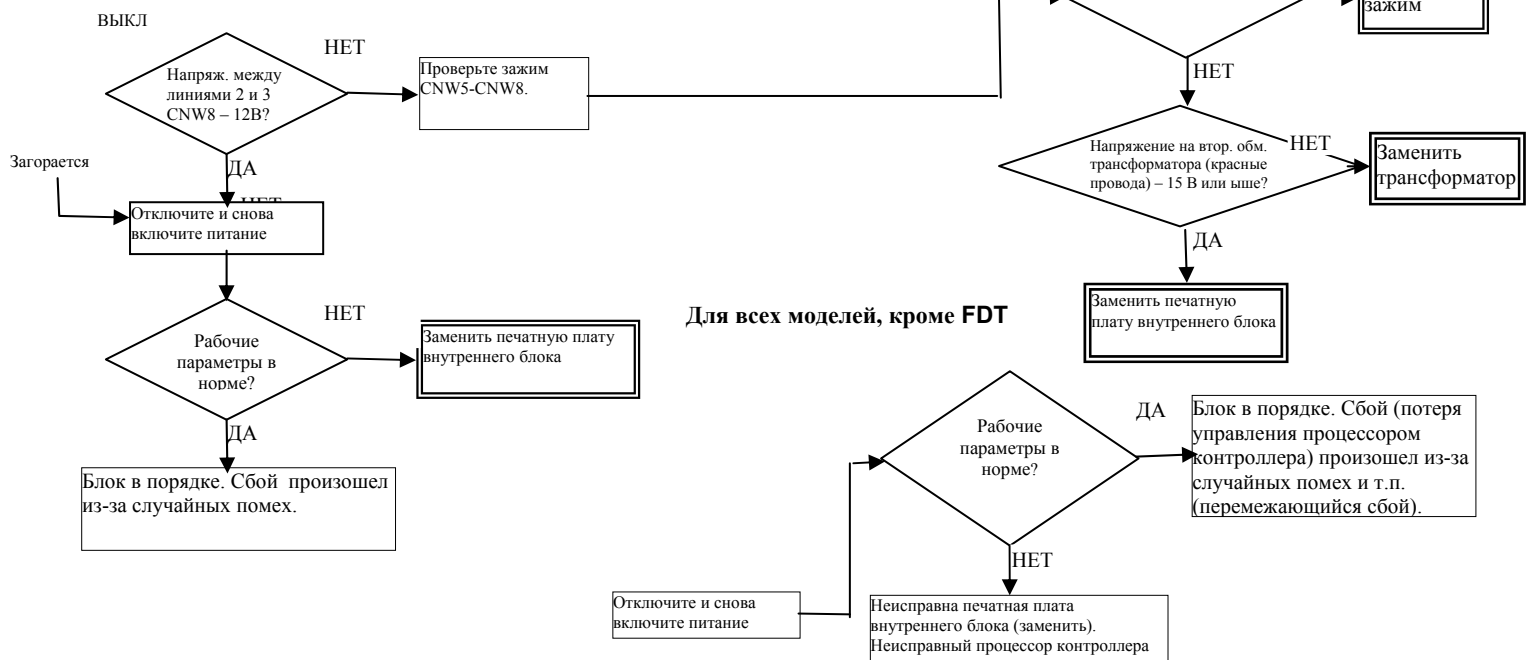 ВЫКЛ
НЕТ
Напряж. между
линиями 2 и 3
CNW8 – 12В?
Проверьте зажим
CNW5-CNW8.
ДА
Загорается
НЕТ
Отключите и снова
включите питание
Рабочие
параметры в
норме?
НЕТ
Заменить печатную плату
внутреннего блока
ДА
Блок в порядке. Сбой произошел
из-за случайных помех.
зажим
НЕТ
Напряжение на втор. обм.
трансформатора (красные
провода) – 15 В или ыше?
НЕТ
Заменить
трансформатор
ДА
Заменить печатную
плату внутреннего блока
Для всех моделей, кроме FDT
Отключите и снова
включите питание
Рабочие
параметры в
норме?
ДА
Блок в порядке. Сбой (потеря
управления процессором
контроллера) произошел из-за
случайных помех и т.п.
(перемежающийся сбой).
НЕТ
Неисправна печатная плата
внутреннего блока (заменить).
Неисправный процессор контроллера